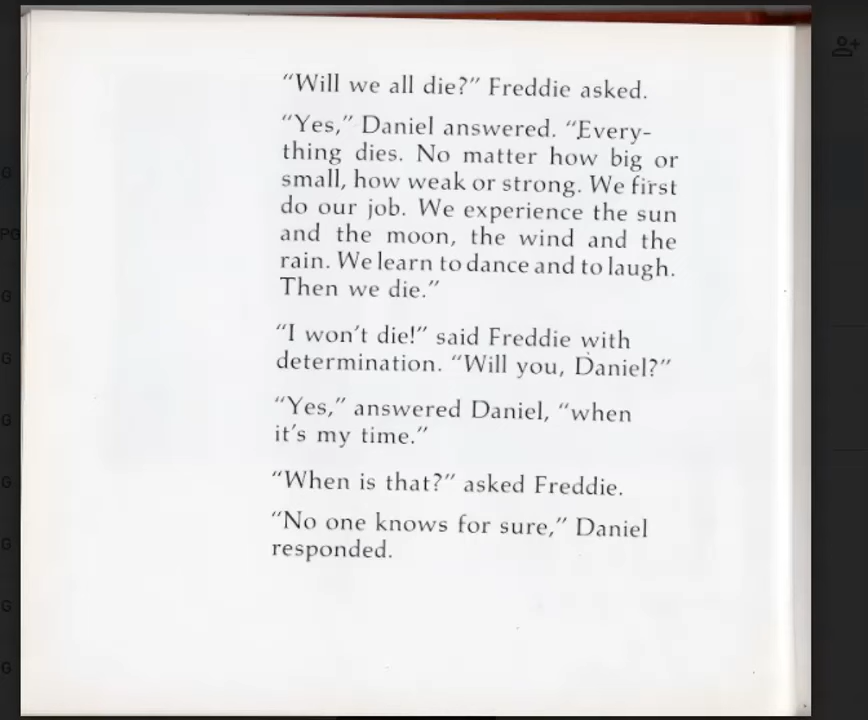 “Will we all die?” Freddie asked.
“Yes,” Daniel answered. “Every-
thing dies. No matter how big or
small, how weak or strong. We first
do our job. We experience the sun
and the moon, the wind and the
rain. We learn to dance and to laugh.
Then we die.”
“I won’t die!” said Freddie with
determination. “Will you, Daniel?”
“Yes,” answered Daniel, “when
it’s my time.”
“When is that?” asked Freddie.
“No one knows for sure,” Daniel
responded.